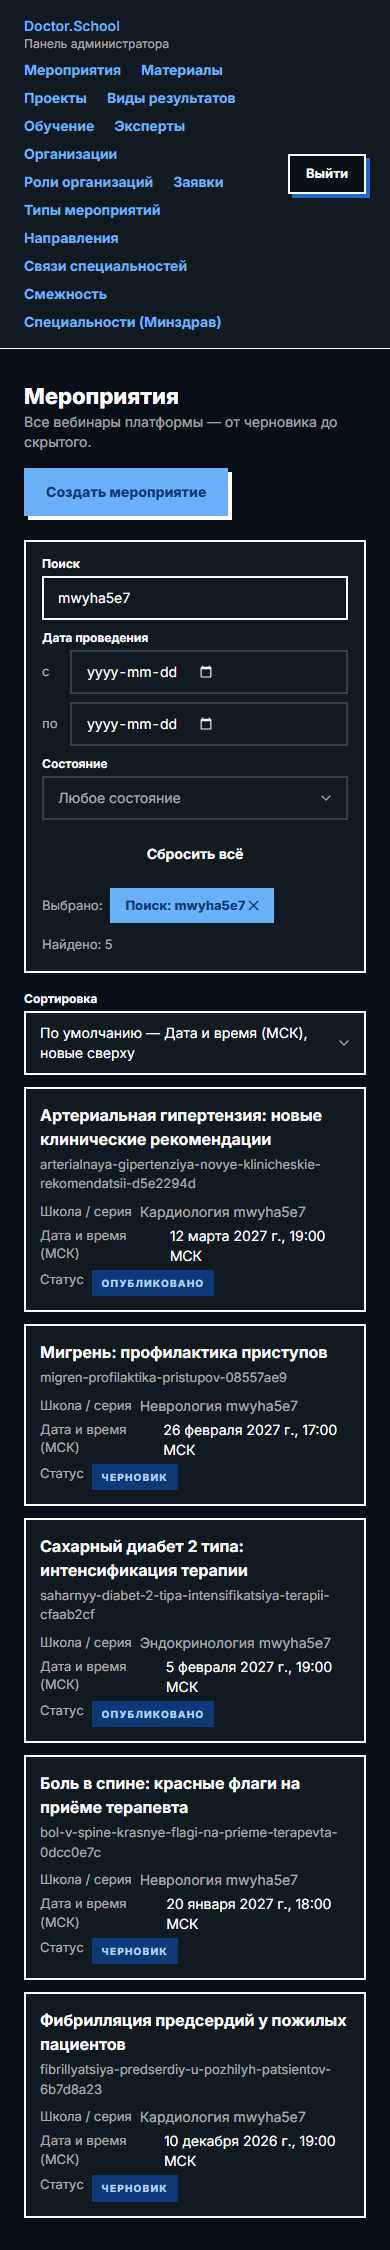 Doctor.School
Панель администратора
Мероприятия Материалы
Проекты Виды результатов
Обучение Эксперты
Организации
Роли организаций Заявки
Типы мероприятий
Направления
Связи специальностей
Смежность
Специальности (Минздрав)
Выйти
Мероприятия
Все вебинары платформы — от черновика до
скрытого.
Создать мероприятие
Поиск
mwyha5e7
Дата проведения
с yyyy-mm-dd
по yyyy-mm-dd
Состояние
Любое состояние
Сбросить всё
Выбрано: Поиск: mwyha5e7
Найдено: 5
Сортировка
По умолчанию — Дата и время (МСК),
новые сверху
Артериальная гипертензия: новые
клинические рекомендации
arterialnaya-gipertenziya-novye-klinicheskie-
rekomendatsii-d5e2294d
Школа / серия Кардиология mwyha5e7
Дата и время (МСК) 12 марта 2027 г., 19:00 МСК
Статус ОПУБЛИКОВАНО
Мигрень: профилактика приступов
migren-profilaktika-pristupov-08557ae9
Школа / серия Неврология mwyha5e7
Дата и время (МСК) 26 февраля 2027 г., 17:00 МСК
Статус ЧЕРНОВИК
Сахарный диабет 2 типа:
интенсификация терапии
saharnyy-diabet-2-tipa-intensifikatsiya-terapii-
cfaab2cf
Школа / серия Эндокринология mwyha5e7
Дата и время (МСК) 5 февраля 2027 г., 19:00 МСК
Статус ОПУБЛИКОВАНО
Боль в спине: красные флаги на
приёме терапевта
bol-v-spine-krasnye-flagi-na-prieme-terapevta-
0dcc0e7c
Школа / серия Неврология mwyha5e7
Дата и время (МСК) 20 января 2027 г., 18:00 МСК
Статус ЧЕРНОВИК
Фибрилляция предсердий у пожилых
пациентов
fibrillyatsiya-predserdiy-u-pozhilyh-patsientov-
6b7d8a23
Школа / серия Кардиология mwyha5e7
Дата и время (МСК) 10 декабря 2026 г., 19:00 МСК
Статус ЧЕРНОВИК